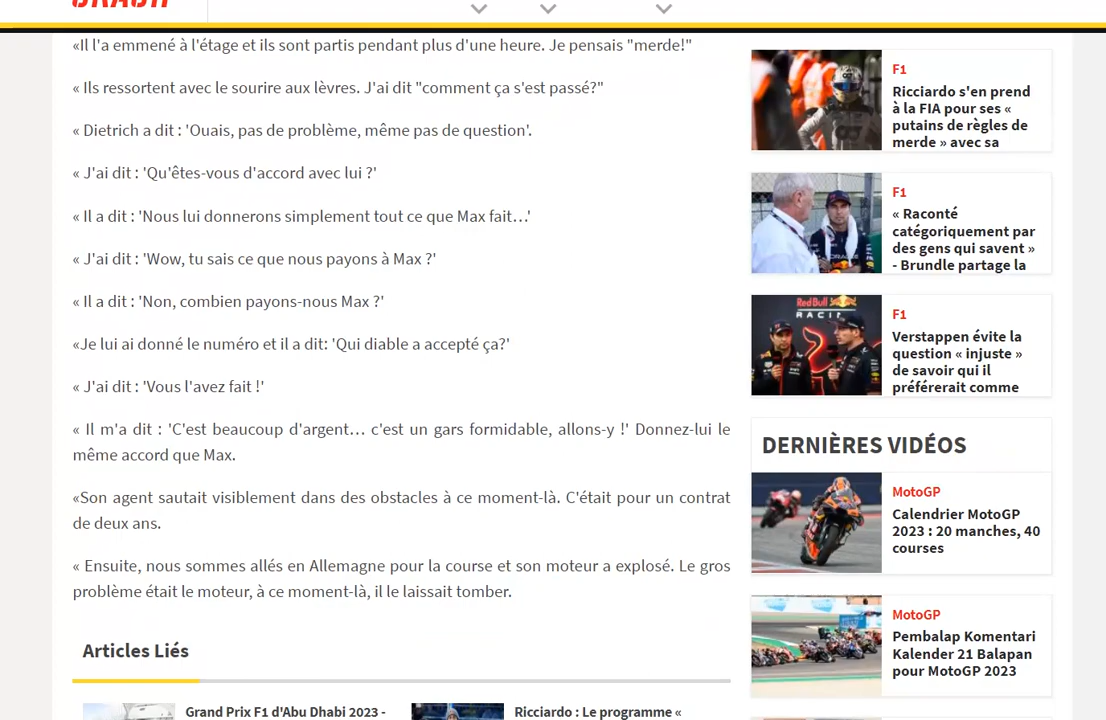 «Il l'a emmené à l'étage et ils sont partis pendant plus d'une heure. Je pensais "merde!"
« Ils ressortent avec le sourire aux lèvres. J'ai dit "comment ça s'est passé?"
« Dietrich a dit : 'Ouais, pas de problème, même pas de question'.
« J'ai dit : 'Qu'êtes-vous d'accord avec lui ?'
« Il a dit : 'Nous lui donnerons simplement tout ce que Max fait…'
« J'ai dit : 'Wow, tu sais ce que nous payons à Max ?'
« Il a dit : 'Non, combien payons-nous Max ?'
«Je lui ai donné le numéro et il a dit: 'Qui diable a accepté ça?'
« J'ai dit : 'Vous l'avez fait !'
« Il m'a dit : 'C'est beaucoup d'argent… c'est un gars formidable, allons-y !' Donnez-lui le
même accord que Max.
«Son agent sautait visiblement dans des obstacles à ce moment-là. C'était pour un contrat
de deux ans.
« Ensuite, nous sommes allés en Allemagne pour la course et son moteur a explosé. Le gros
problème était le moteur, à ce moment-là, il le laissait tomber.
Articles Liés
Grand Prix F1 d'Abu Dhabi 2023 -
Ricciardo : Le programme «
F1
Ricciardo s'en prend
à la FIA pour ses «
putains de règles de
merde » avec sa
F1
« Raconté
catégoriquement par
des gens qui savent »
- Brundle partage la
Red Bull
RACING
F1
Verstappen évite la
question « injuste »
de savoir qui il
préférerait comme
DERNIÈRES VIDÉOS
MotoGP
Calendrier MotoGP
2023 : 20 manches, 40
courses
MotoGP
Pembalap Komentari
Kalender 21 Balapan
pour MotoGP 2023